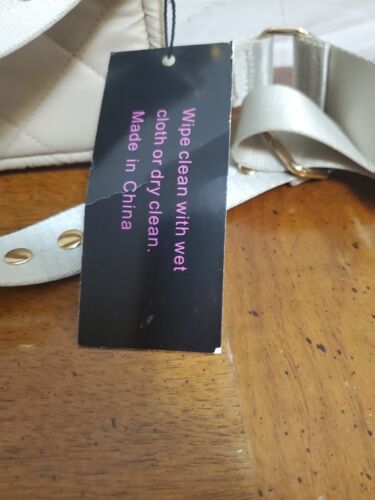 Wipe clean with wet
cloth or dry clean.
Made in China